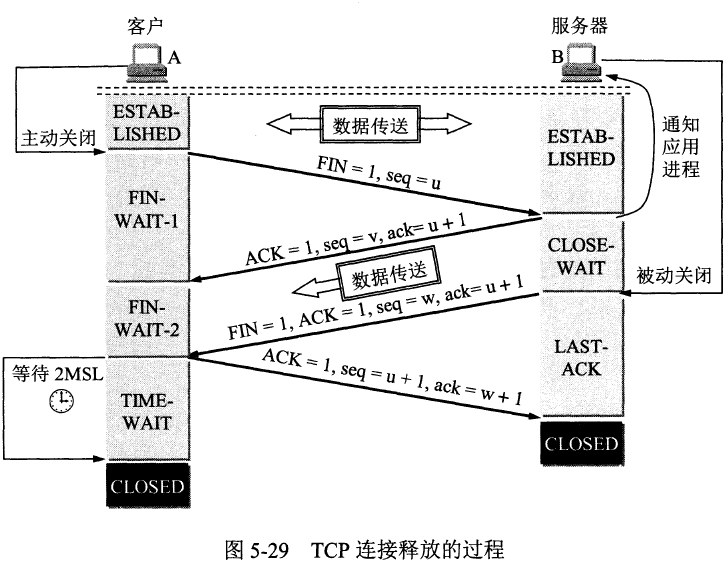 客户
服务器
A
B
ESTAB-
LISHED
数据传送
ESTAB-
LISHED
通知
应用
进程
主动关闭
FIN = 1, seq = u
FIN-
WAIT-1
ACK = 1, seq = v, ack= u + 1
CLOSE-
WAIT
数据传送
被动关闭
FIN-
WAIT-2
FIN = 1, ACK = 1, seq = w, ack= u + 1
LAST-
ACK
等待 2MSL
ACK = 1, seq = u + 1, ack = w + 1
TIME-
WAIT
CLOSED
CLOSED
图 5-29 TCP 连接释放的过程